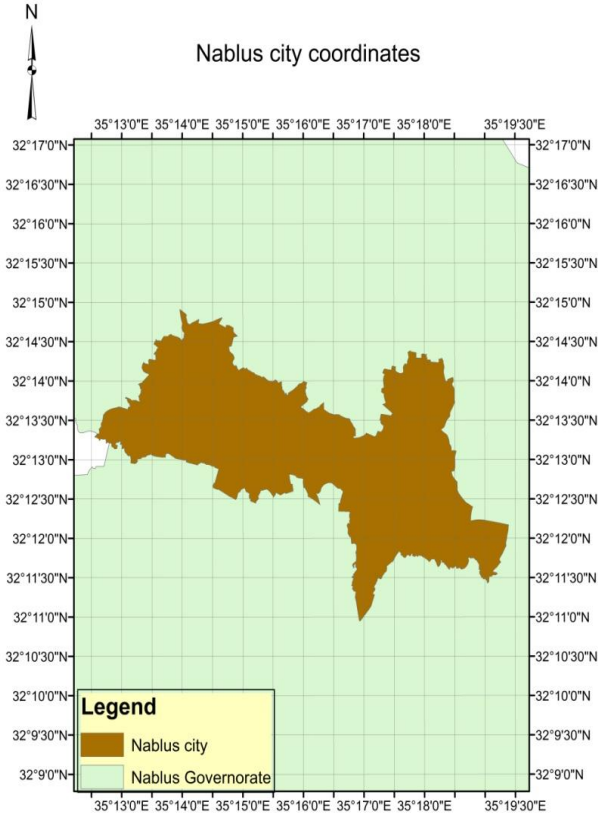 N
Nablus city coordinates
35°13'0"E 35°14'0"E 35°15'0"E 35°16'0"E 35°17'0"E 35°18'0"E 35°19'30"E
32°17'0"N 32°17'0"N
32°16'30"N 32°16'30"N
32°16'0"N 32°16'0"N
32°15'30"N 32°15'30"N
32°15'0"N 32°15'0"N
32°14'30"N 32°14'30"N
32°14'0"N 32°14'0"N
32°13'30"N 32°13'30"N
32°13'0"N 32°13'0"N
32°12'30"N 32°12'30"N
32°12'0"N 32°12'0"N
32°11'30"N 32°11'30"N
32°11'0"N 32°11'0"N
32°10'30"N 32°10'30"N
32°10'0"N 32°10'0"N
32°9'30"N 32°9'30"N
32°9'0"N 32°9'0"N
Legend
Nablus city
Nablus Governorate
35°13'0"E 35°14'0"E 35°15'0"E 35°16'0"E 35°17'0"E 35°18'0"E 35°19'30"E